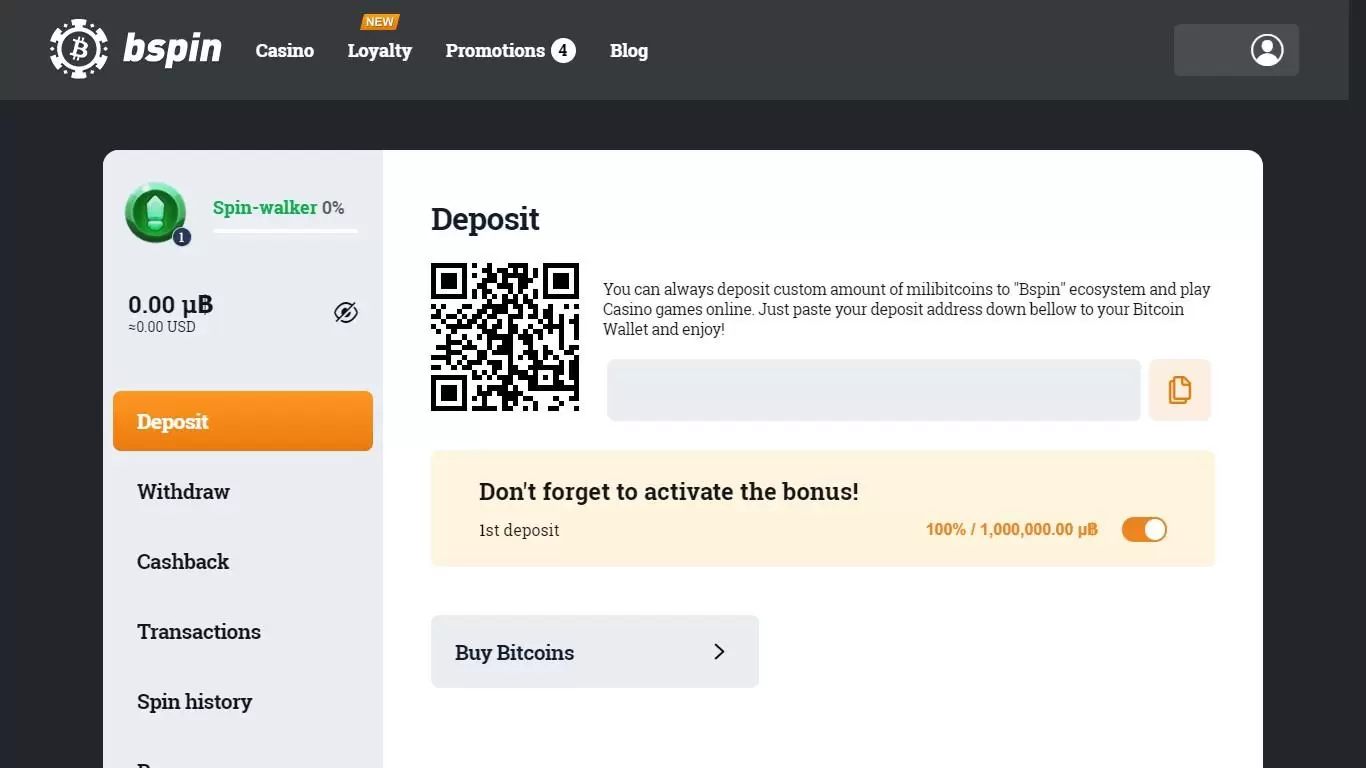 bspin
Casino
NEW
Loyalty
Promotions 4
Blog
Spin-walker 0%
1
0.00 µ฿
≈0.00 USD
Deposit
Withdraw
Cashback
Transactions
Spin history
Deposit
You can always deposit custom amount of milibitcoins to "Bspin" ecosystem and play
Casino games online. Just paste your deposit address down bellow to your Bitcoin
Wallet and enjoy!
Don't forget to activate the bonus!
1st deposit
100% / 1,000,000.00 µ฿
Buy Bitcoins